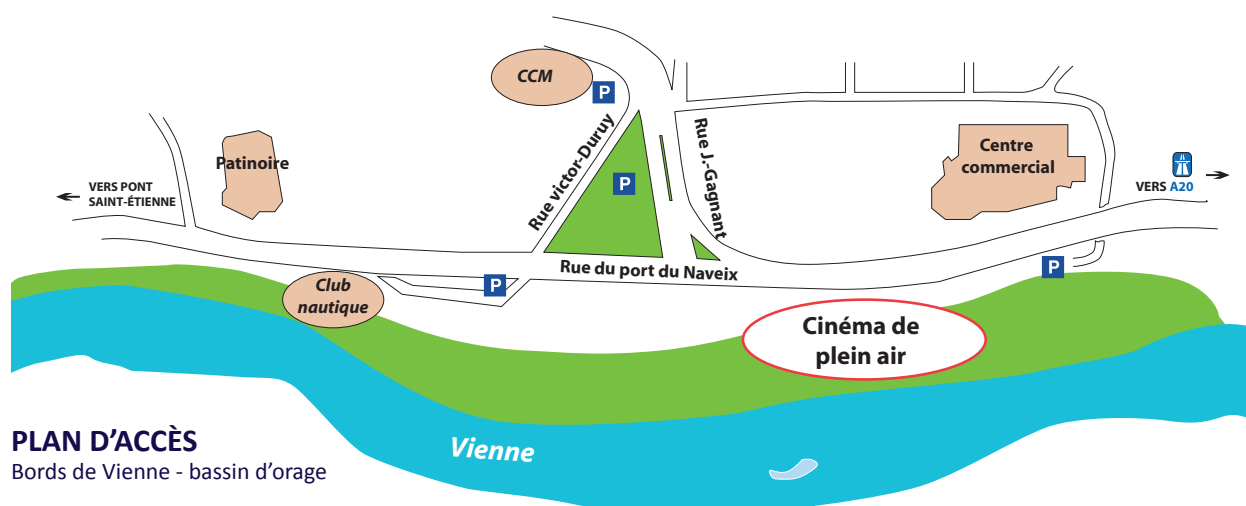 CCM
P
Rue victor-Duruy
Rue J.-Gagnant
Patinoire
P
Centre
commercial
VERS PONT
SAINT-ÉTIENNE
VERS A20
Rue du port du Naveix
P
P
Club
nautique
Cinéma de
plein air
Vienne
PLAN D’ACCÈS
Bords de Vienne - bassin d’orage